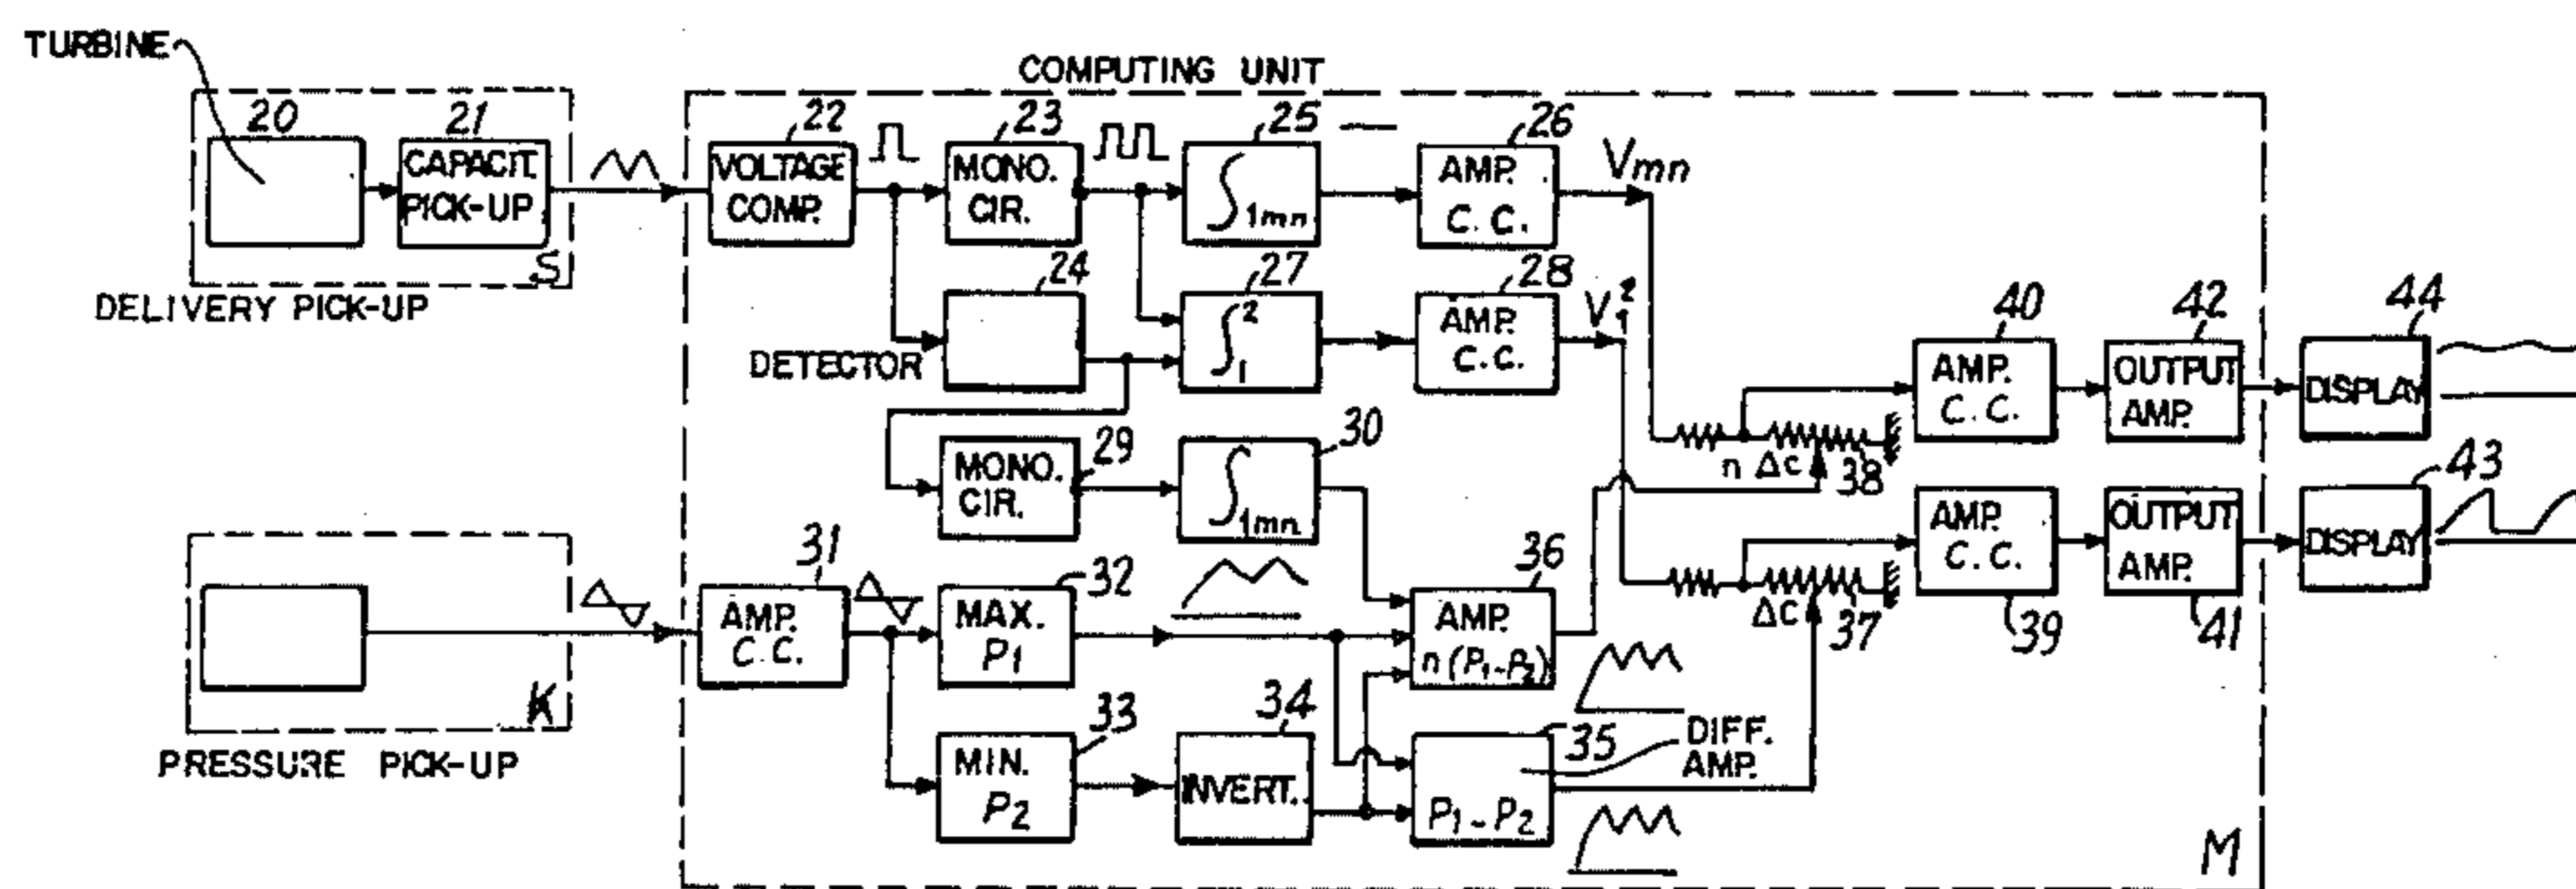 TURBINE
COMPUTING UNIT
20
21
CAPACIT.
PICK-UP
S
DELIVERY PICK-UP
22
VOLTAGE
COMP.
23
MONO.
CIR.
25
∫1mn
26
AMP.
C.C.
Vmn
24
DETECTOR
27
∫₁²
28
AMP.
C.C.
V₁²
29
MONO.
CIR.
30
∫1mn
n Δc
38
40
AMP.
C.C.
42
OUTPUT
AMP.
44
DISPLAY
K
PRESSURE PICK-UP
31
AMP.
C.C.
32
MAX.
P1
36
AMP.
n(P1-P2)
Δc
37
39
AMP.
C.C.
41
OUTPUT
AMP.
43
DISPLAY
33
MIN.
P2
34
INVERT.
35
P1-P2
DIFF.
AMP.
M